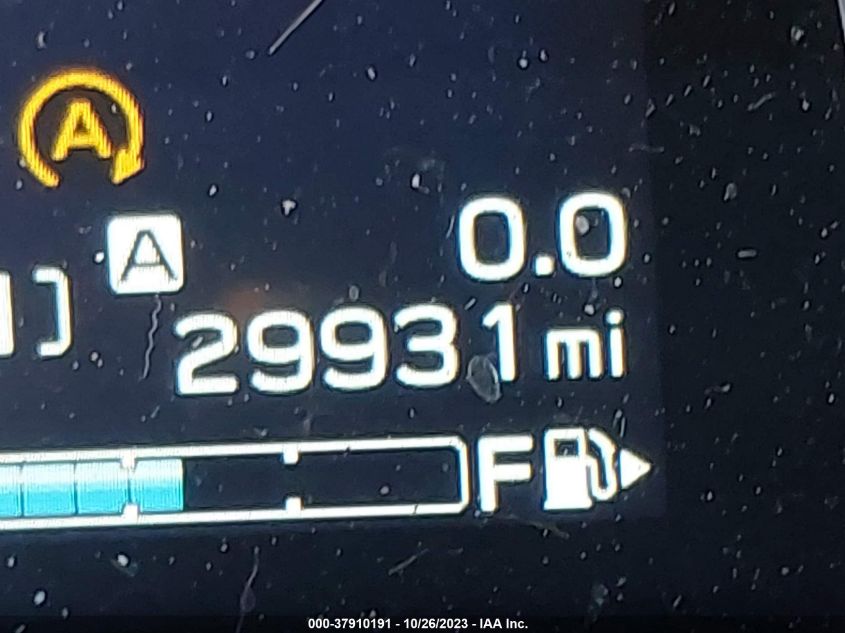 A
A 0.0
] 29931 mi
F
000-37910191 - 10/26/2023 - IAA Inc.